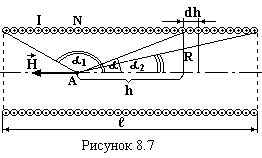 I N dh
H⃗ α₁ α α₂ R
A
h
ℓ
Рисунок 8.7